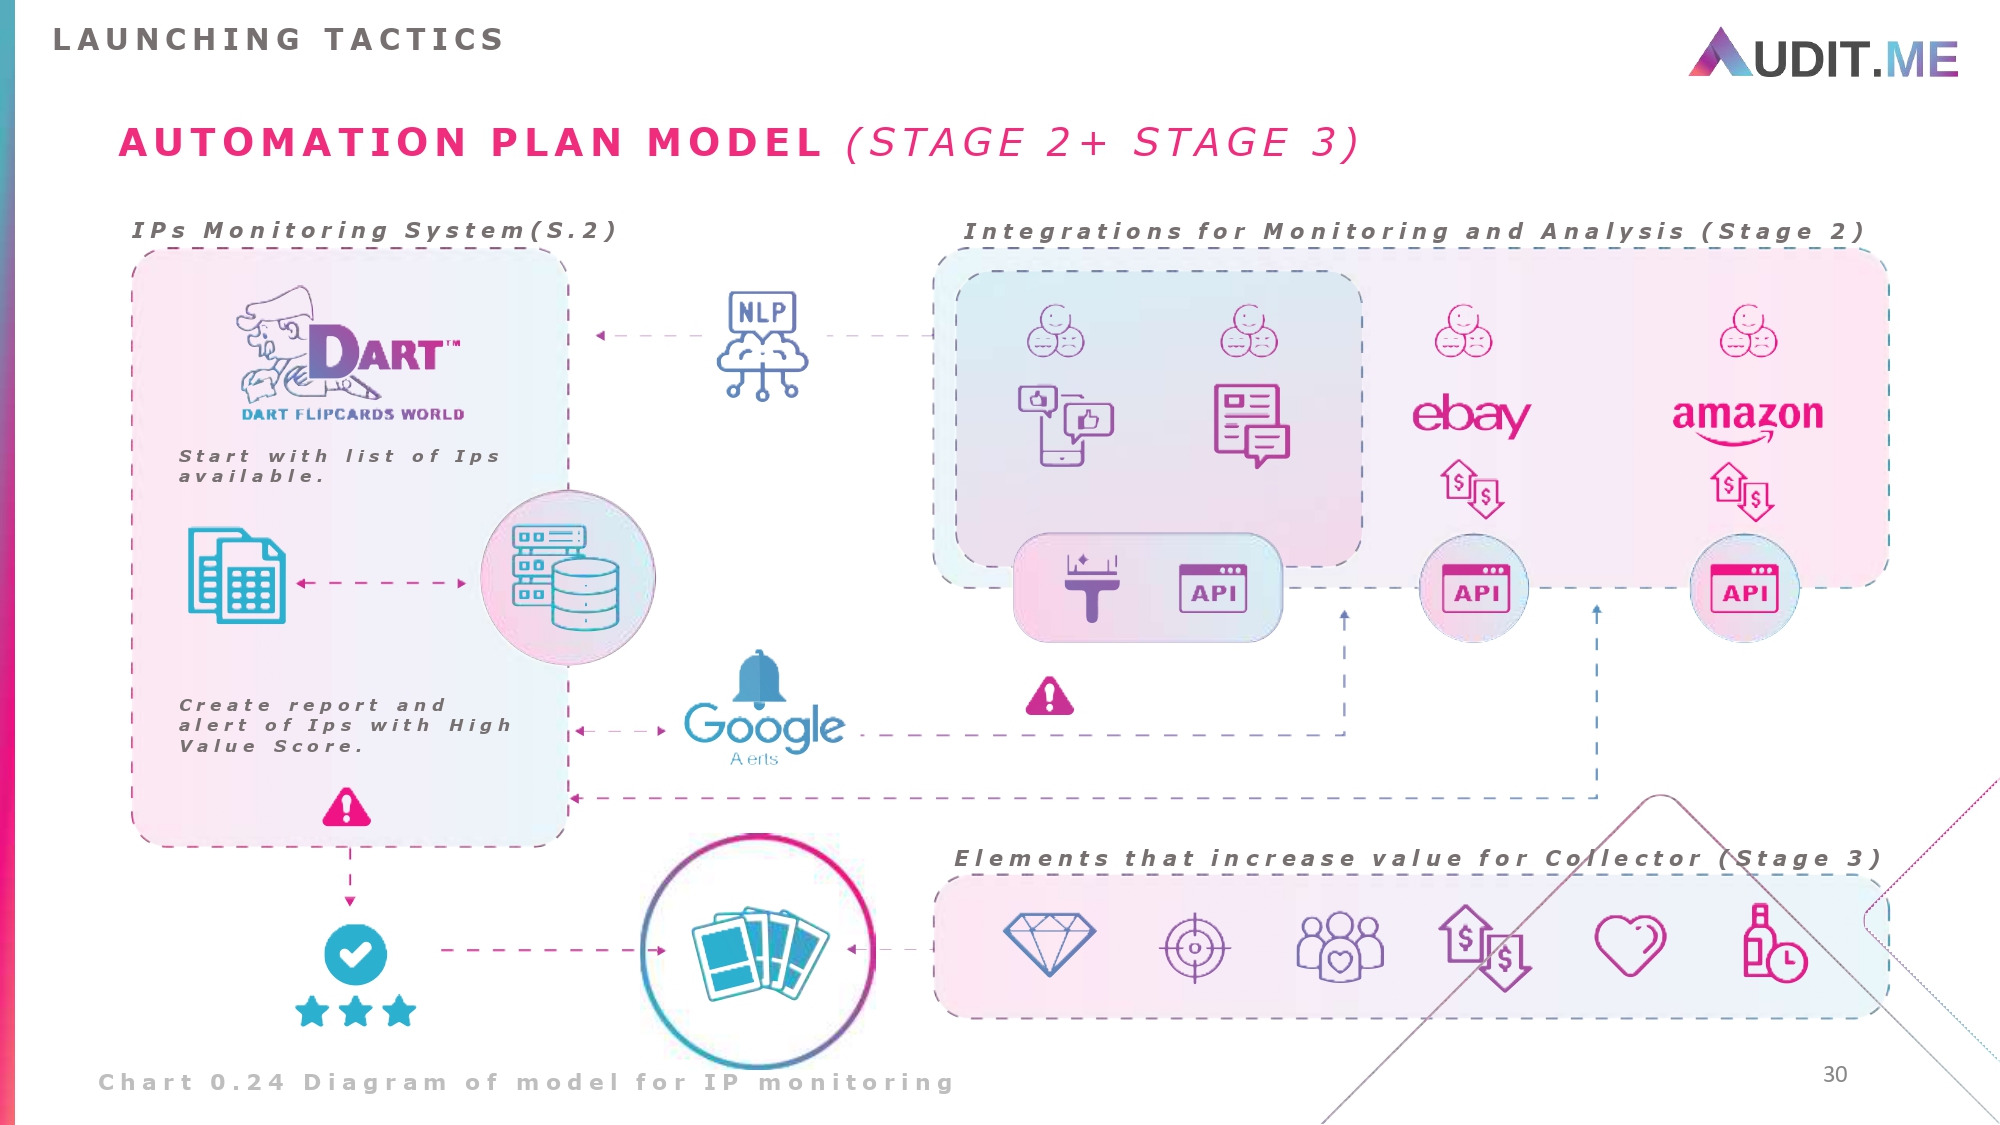 LAUNCHING TACTICS
AUDIT.ME
AUTOMATION PLAN MODEL (STAGE 2+ STAGE 3)
IPs Monitoring System(S.2)
Integrations for Monitoring and Analysis (Stage 2)
DART™
DART FLIPCARDS WORLD
NLP
ebay
amazon
Start with list of Ips
available.
API
API
API
Create report and
alert of Ips with High
Value Score.
Google
A erts
Elements that increase value for Collector (Stage 3)
Chart 0.24 Diagram of model for IP monitoring
30